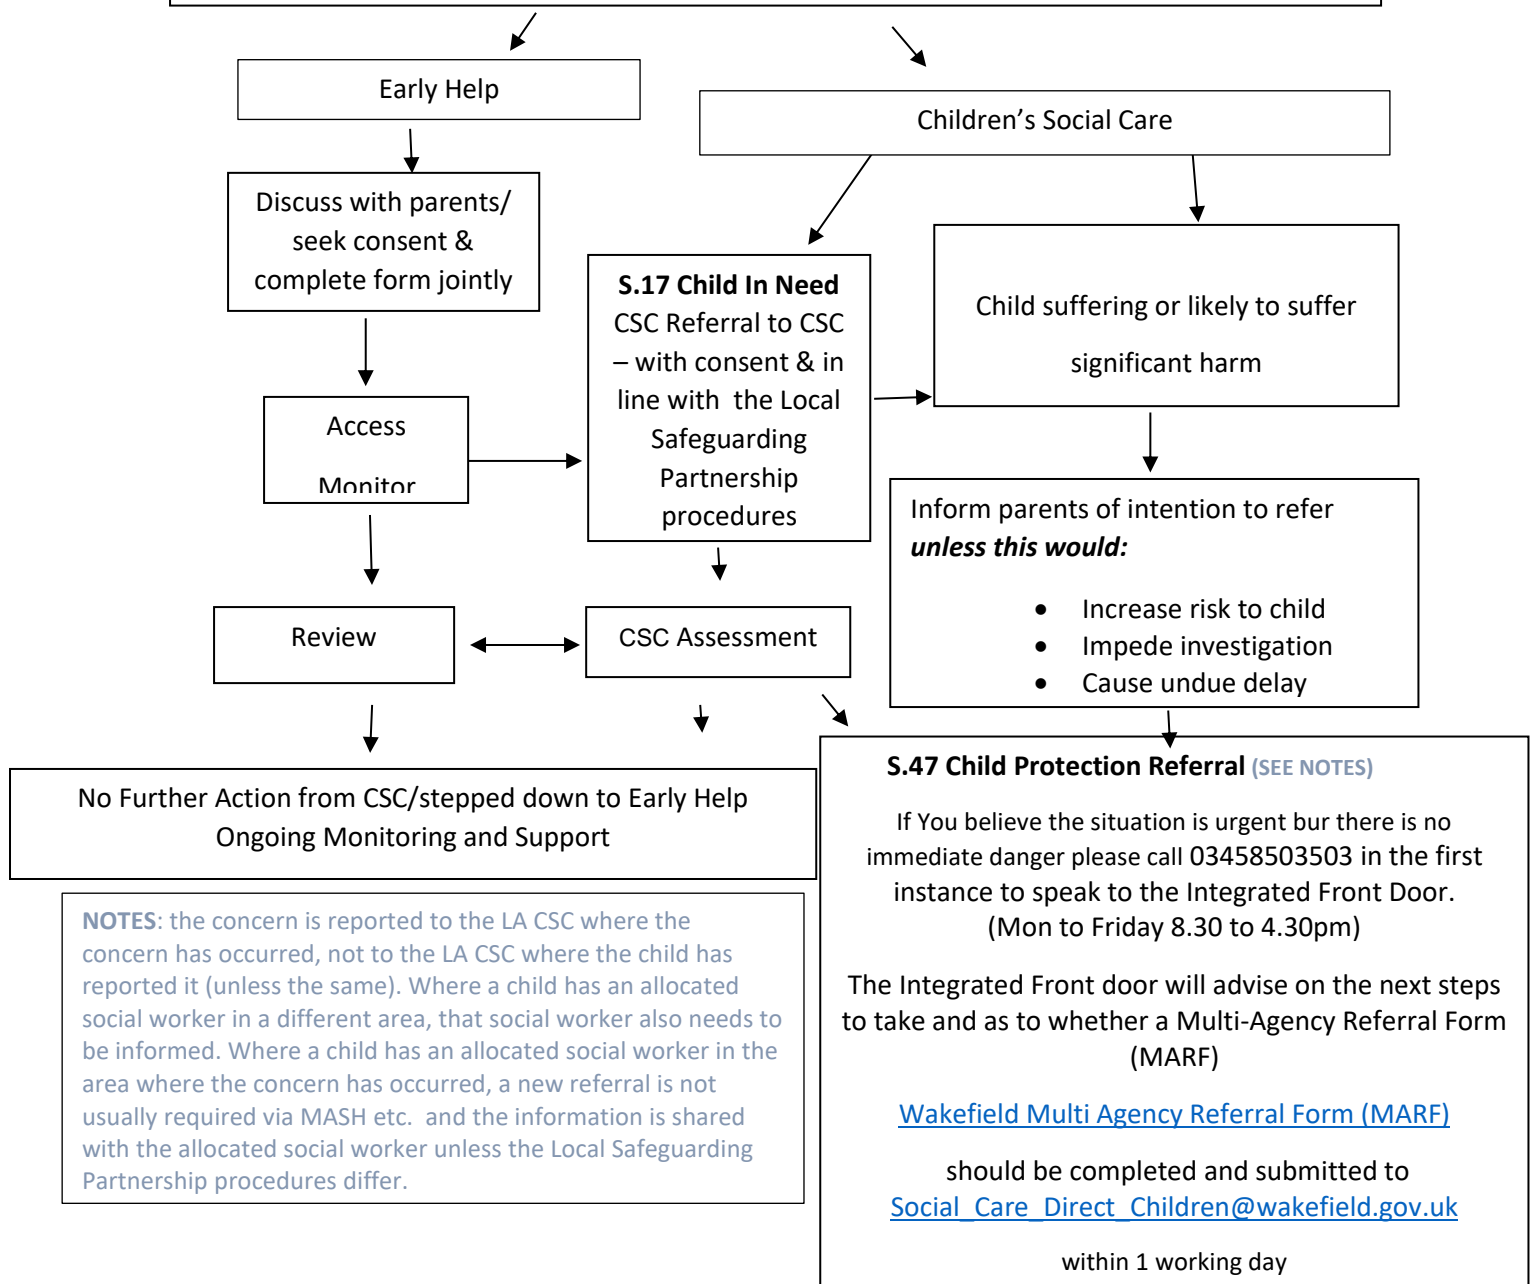 Early Help
Children's Social Care
Discuss with parents/
seek consent &
complete form jointly
S.17 Child In Need
CSC Referral to CSC
– with consent & in
line with the Local
Safeguarding
Partnership
procedures
Child suffering or likely to suffer
significant harm
Access
Monitor
Inform parents of intention to refer
unless this would:
• Increase risk to child
• Impede investigation
• Cause undue delay
Review
CSC Assessment
No Further Action from CSC/stepped down to Early Help
Ongoing Monitoring and Support
S.47 Child Protection Referral (SEE NOTES)
If You believe the situation is urgent bur there is no
immediate danger please call 03458503503 in the first
instance to speak to the Integrated Front Door.
(Mon to Friday 8.30 to 4.30pm)
The Integrated Front door will advise on the next steps
to take and as to whether a Multi-Agency Referral Form
(MARF)
Wakefield Multi Agency Referral Form (MARF)
should be completed and submitted to
Social_Care_Direct_Children@wakefield.gov.uk
within 1 working day
NOTES: the concern is reported to the LA CSC where the
concern has occurred, not to the LA CSC where the child has
reported it (unless the same). Where a child has an allocated
social worker in a different area, that social worker also needs to
be informed. Where a child has an allocated social worker in the
area where the concern has occurred, a new referral is not
usually required via MASH etc. and the information is shared
with the allocated social worker unless the Local Safeguarding
Partnership procedures differ.